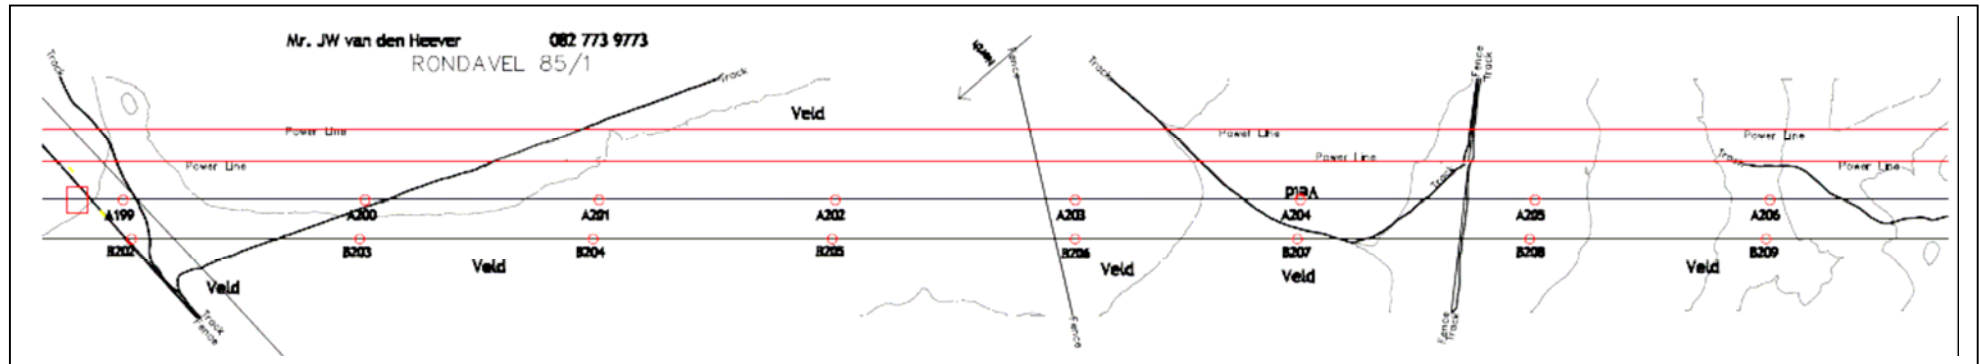 Mr. JW van den Heever 082 773 9773
RONDAVEL 85/1
Track
Track
Veld
North
Fence
Track
Fence
Track
Power Line
Power Line
Power Line
Power Line
Power Line
Power Line
Track
Track
A199 A200 A201 A202 A203 A204 A205 A206
B202 B203 B204 B205 B206 B207 B208 B209
Veld
Veld
Veld
Veld
Veld
Track
Fence
Fence
Fence
Track